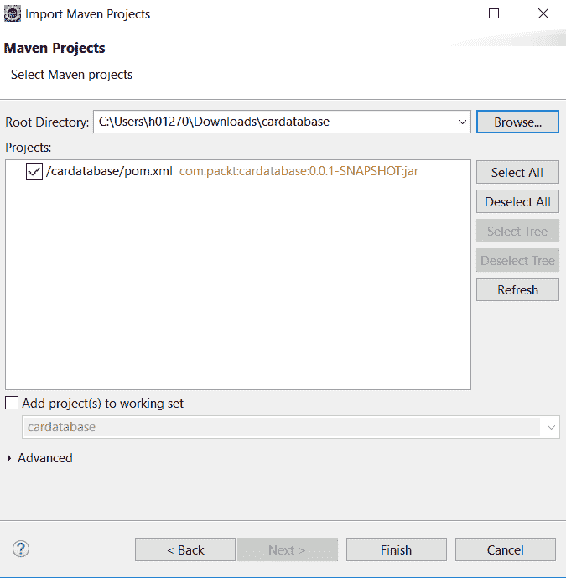 Import Maven Projects
Maven Projects
Select Maven projects
Root Directory: C:\Users\h01270\Downloads\cardatabase Browse...
Projects:
/cardatabase/pom.xml com.packt:cardatabase:0.0.1-SNAPSHOT:jar
Select All
Deselect All
Select Tree
Deselect Tree
Refresh
Add project(s) to working set
cardatabase
Advanced
? < Back Next > Finish Cancel